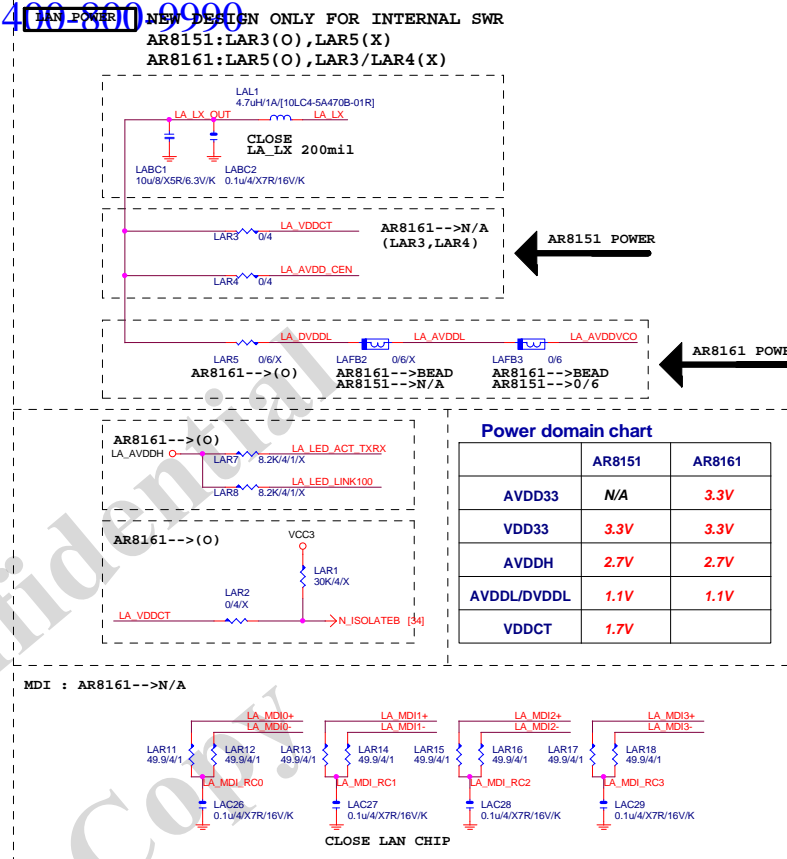 400-800-9990
LAN POWER
NEW DESIGN ONLY FOR INTERNAL SWR
AR8151:LAR3(O),LAR5(X)
AR8161:LAR5(O),LAR3/LAR4(X)
LAL1
4.7uH/1A/[10LC4-5A470B-01R]
LA_LX_OUT
LA_LX
CLOSE
LA_LX 200mil
LABC1
10u/8/X5R/6.3V/K
LABC2
0.1u/4/X7R/16V/K
LA_VDDCT
LAR3 0/4
AR8161-->N/A
(LAR3,LAR4)
AR8151 POWER
LA_AVDD_CEN
LAR4 0/4
LA_DVDDL
LA_AVDDL
LA_AVDDVCO
LAR5 0/6/X
LAFB2 0/6/X
LAFB3 0/6
AR8161-->(O)
AR8161-->BEAD
AR8151-->N/A
AR8161-->BEAD
AR8151-->0/6
AR8161 POWE
AR8161-->(O)
LA_AVDDH
LA_LED_ACT_TXRX
LAR7 8.2K/4/1/X
LA_LED_LINK100
LAR8 8.2K/4/1/X
AR8161-->(O)
VCC3
LAR1
30K/4/X
LAR2
0/4/X
LA_VDDCT
N_ISOLATEB [34]
Power domain chart
AR8151 AR8161
AVDD33 N/A 3.3V
VDD33 3.3V 3.3V
AVDDH 2.7V 2.7V
AVDDL/DVDDL 1.1V 1.1V
VDDCT 1.7V
MDI : AR8161-->N/A
LA_MDI0+
LA_MDI0-
LA_MDI1+
LA_MDI1-
LA_MDI2+
LA_MDI2-
LA_MDI3+
LA_MDI3-
LAR11
49.9/4/1
LAR12
49.9/4/1
LAR13
49.9/4/1
LAR14
49.9/4/1
LAR15
49.9/4/1
LAR16
49.9/4/1
LAR17
49.9/4/1
LAR18
49.9/4/1
LA_MDI_RC0
LA_MDI_RC1
LA_MDI_RC2
LA_MDI_RC3
LAC26
0.1u/4/X7R/16V/K
LAC27
0.1u/4/X7R/16V/K
LAC28
0.1u/4/X7R/16V/K
LAC29
0.1u/4/X7R/16V/K
CLOSE LAN CHIP
nfidential
Copy